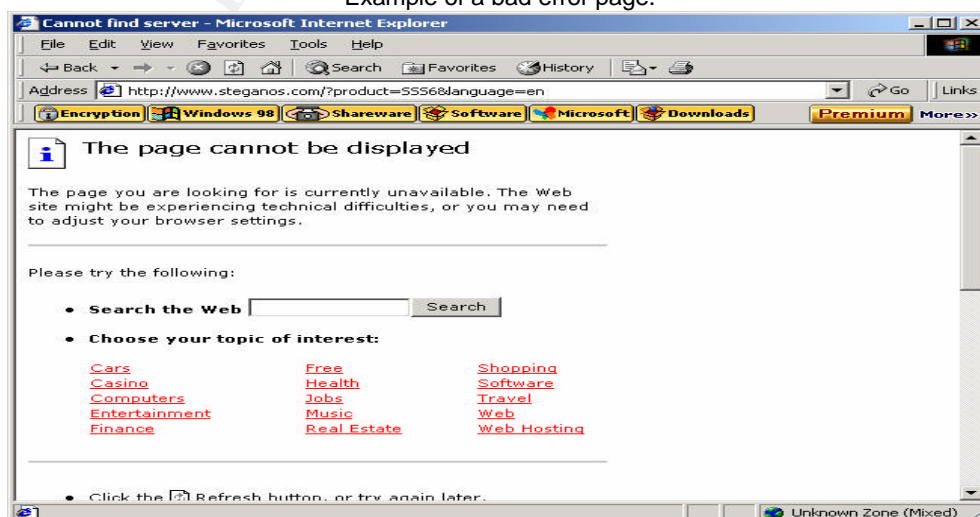 Example of a bad error page.
Cannot find server - Microsoft Internet Explorer
File Edit View Favorites Tools Help
Back Search Favorites History
Address http://www.steganos.com/?product=SSS6&language=en Go Links
Encryption Windows 98 Shareware Software Microsoft Downloads Premium More»
The page cannot be displayed
The page you are looking for is currently unavailable. The Web
site might be experiencing technical difficulties, or you may need
to adjust your browser settings.
Please try the following:
• Search the Web Search
• Choose your topic of interest:
Cars Free Shopping
Casino Health Software
Computers Jobs Travel
Entertainment Music Web
Finance Real Estate Web Hosting
• Click the Refresh button, or try again later.
Unknown Zone (Mixed)